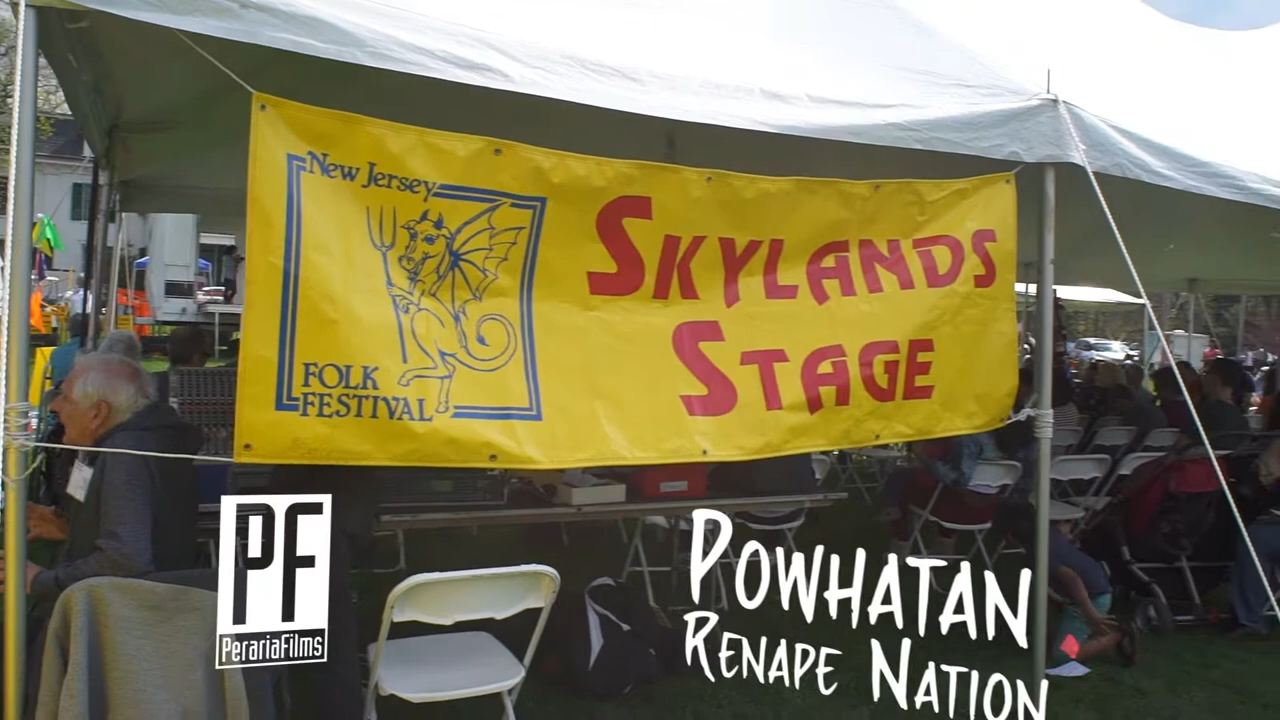 New Jersey
FOLK
FESTIVAL
SKYLANDS
STAGE
PF
PerariaFilms
POWHATAN
RENAPE NATION